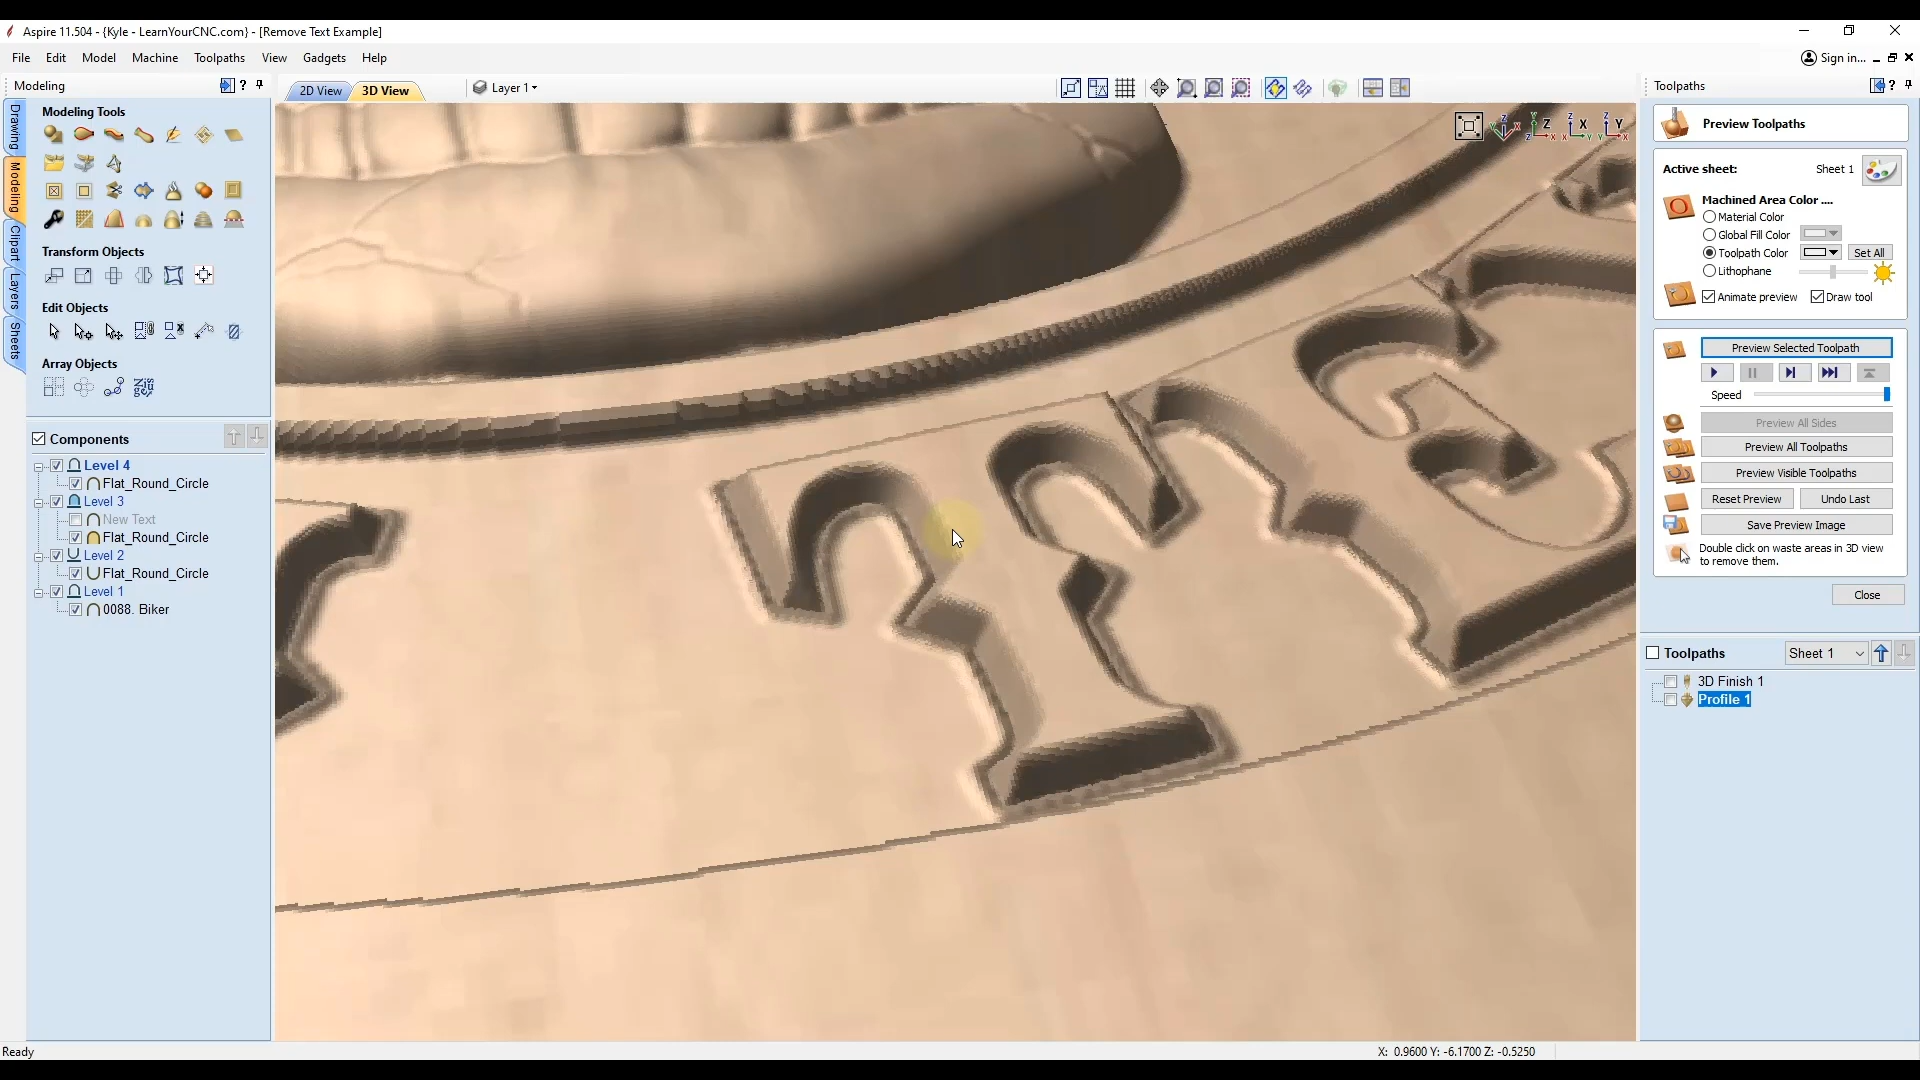 Aspire 11.504 - {Kyle - LearnYourCNC.com} - [Remove Text Example]
File Edit Model Machine Toolpaths View Gadgets Help
Sign in...
Modeling
Drawing
Modeling
Clipart
Layers
Sheets
Modeling Tools
Transform Objects
Edit Objects
Array Objects
Components
Level 4
Flat_Round_Circle
Level 3
New Text
Flat_Round_Circle
Level 2
Flat_Round_Circle
Level 1
0088. Biker
2D View
3D View
Layer 1
Z X
Z
Z X
Z Y
Toolpaths
Preview Toolpaths
Active sheet: Sheet 1
Machined Area Color ....
Material Color
Global Fill Color
Toolpath Color Set All
Lithophane
Animate preview Draw tool
Preview Selected Toolpath
Speed
Preview All Sides
Preview All Toolpaths
Preview Visible Toolpaths
Reset Preview Undo Last
Save Preview Image
Double click on waste areas in 3D view
to remove them.
Close
Toolpaths Sheet 1
3D Finish 1
Profile 1
Ready
X: 0.9600 Y: -6.1700 Z: -0.5250